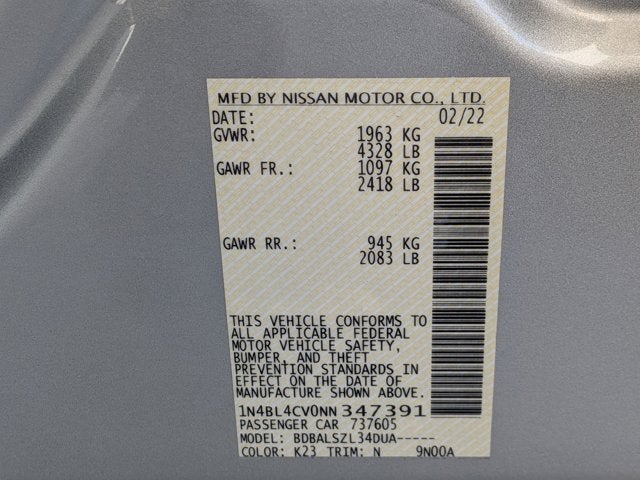 MFD BY NISSAN MOTOR CO., LTD.
DATE: 02/22
GVWR: 1963 KG
4328 LB
GAWR FR.: 1097 KG
2418 LB
GAWR RR.: 945 KG
2083 LB
THIS VEHICLE CONFORMS TO
ALL APPLICABLE FEDERAL
MOTOR VEHICLE SAFETY,
BUMPER, AND THEFT
PREVENTION STANDARDS IN
EFFECT ON THE DATE OF
MANUFACTURE SHOWN ABOVE.
1N4BL4CV0NN347391
PASSENGER CAR 737605
MODEL: BDBALSZL34DUA-----
COLOR: K23 TRIM: N 9N00A